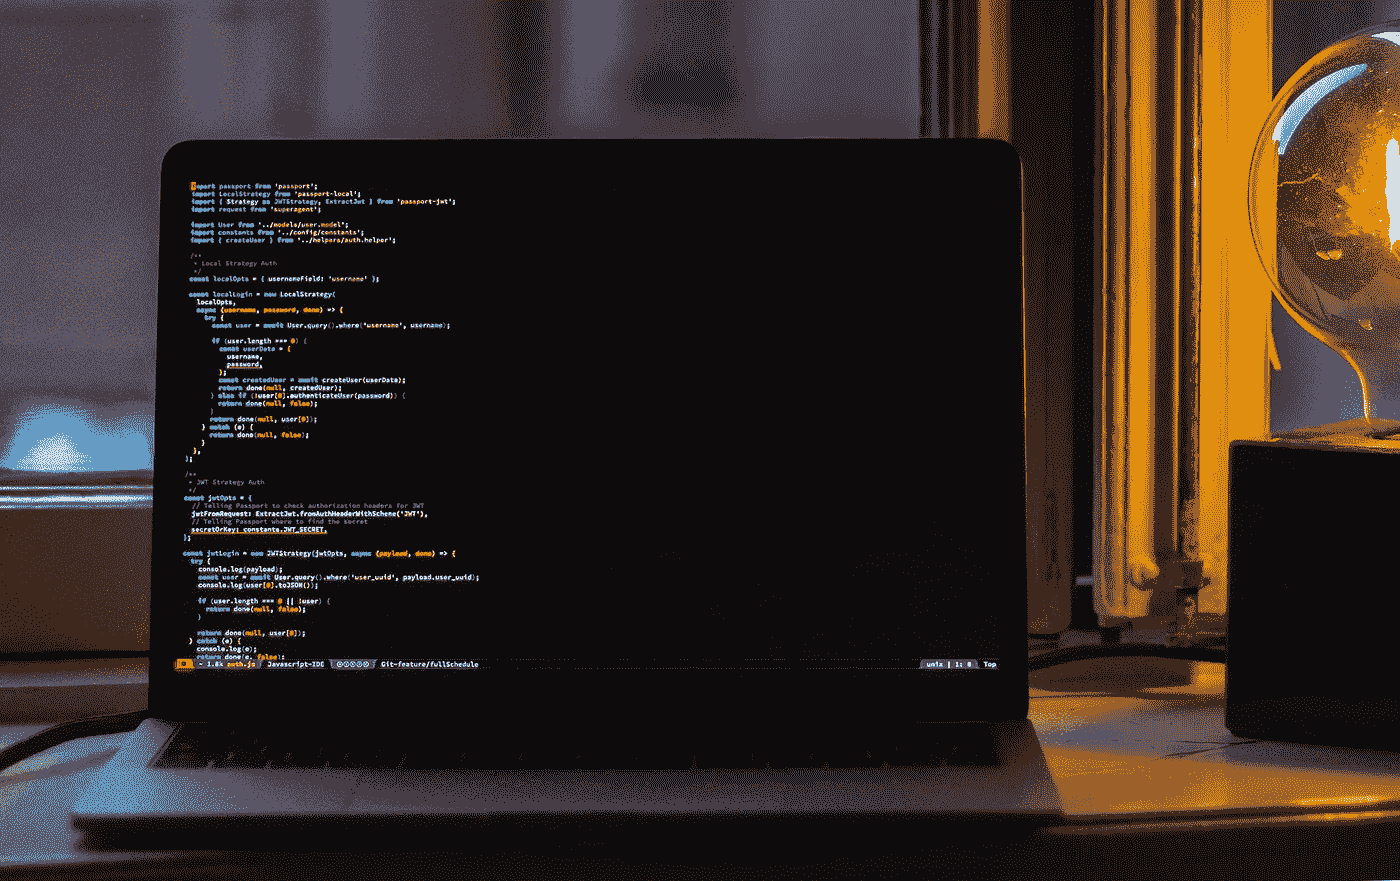 import passport from 'passport';
import LocalStrategy from 'passport-local';
import { Strategy as JWTStrategy, ExtractJwt } from 'passport-jwt';
import request from 'superagent';
import User from '../models/user.model';
import constants from '../config/constants';
import { createUser } from '../helpers/auth.helper';
/**
* Local Strategy Auth
*/
const localOpts = { usernameField: 'username' };
const localLogin = new LocalStrategy(
localOpts,
async (username, password, done) => {
try {
const user = await User.query().where('username', username);
if (user.length === 0) {
const userData = {
username,
password,
};
const createdUser = await createUser(userData);
return done(null, createdUser);
} else if (!user[0].authenticateUser(password)) {
return done(null, false);
}
return done(null, user[0]);
} catch (e) {
return done(null, false);
}
},
);
/**
* JWT Strategy Auth
*/
const jwtOpts = {
// Telling Passport to check authorization headers for JWT
jwtFromRequest: ExtractJwt.fromAuthHeaderWithScheme('JWT'),
// Telling Passport where to find the secret
secretOrKey: constants.JWT_SECRET,
};
const jwtLogin = new JWTStrategy(jwtOpts, async (payload, done) => {
try {
console.log(payload);
const user = await User.query().where('user_uuid', payload.user_uuid);
console.log(user[0].toJSON());
if (user.length === 0 || !user) {
return done(null, false);
}
return done(null, user[0]);
} catch (e) {
console.log(e);
return done(e, false);
- 1.8k auth.js Javascript-IDE Git-feature/fullSchedule unix | 1: 0 Top